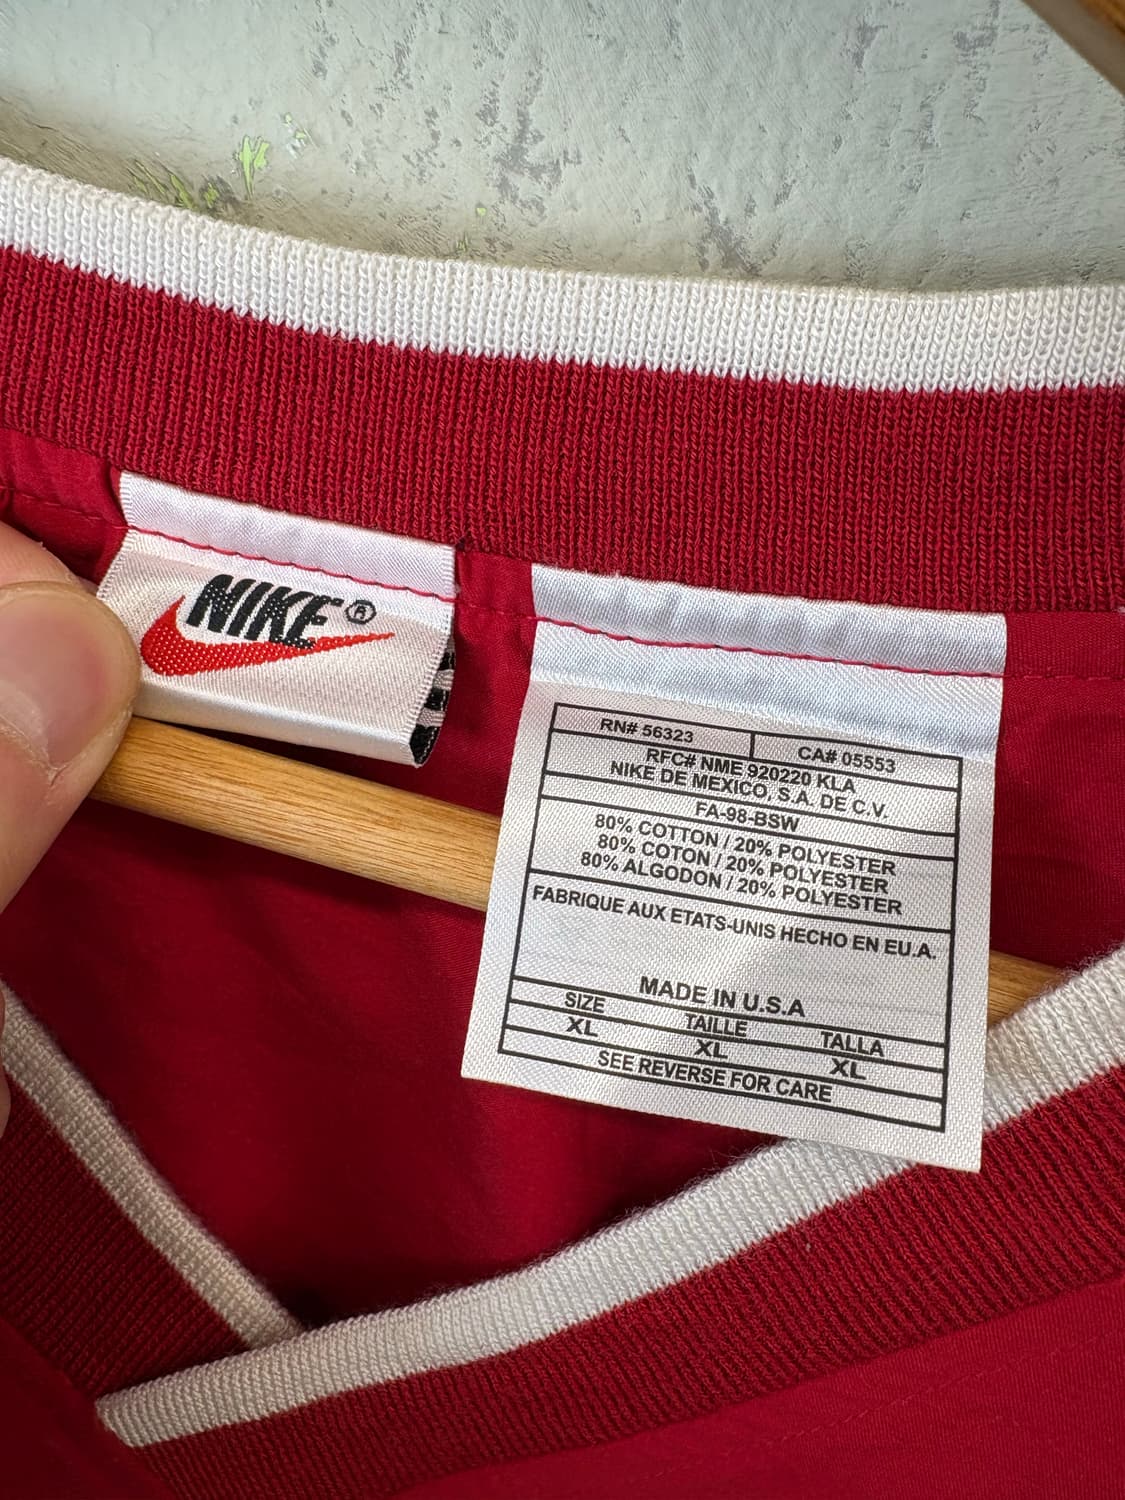 NIKE®
RN# 56323
CA# 05553
RFC# NME 920220 KLA
NIKE DE MEXICO, S.A. DE C.V.
FA-98-BSW
80% COTTON / 20% POLYESTER
80% COTON / 20% POLYESTER
80% ALGODON / 20% POLYESTER
FABRIQUE AUX ETATS-UNIS HECHO EN EU.A.
MADE IN U.S.A
SIZE TAILLE TALLA
XL XL XL
SEE REVERSE FOR CARE